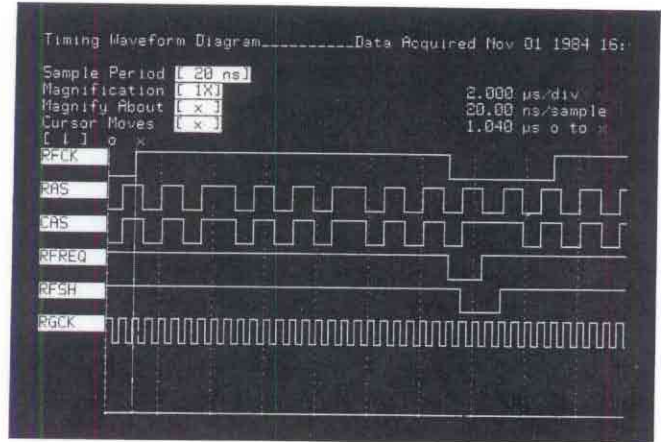 Timing Waveform Diagram__________Data Acquired Nov 01 1984 16:
Sample Period [ 20 ns]
Magnification [ 1X]
Magnify About [ x ]
Cursor Moves [ x ]
2.000 µs/div
20.00 ns/sample
1.040 µs o to x
o x
RFCK
RAS
CAS
RFREQ
RFSH
RGCK